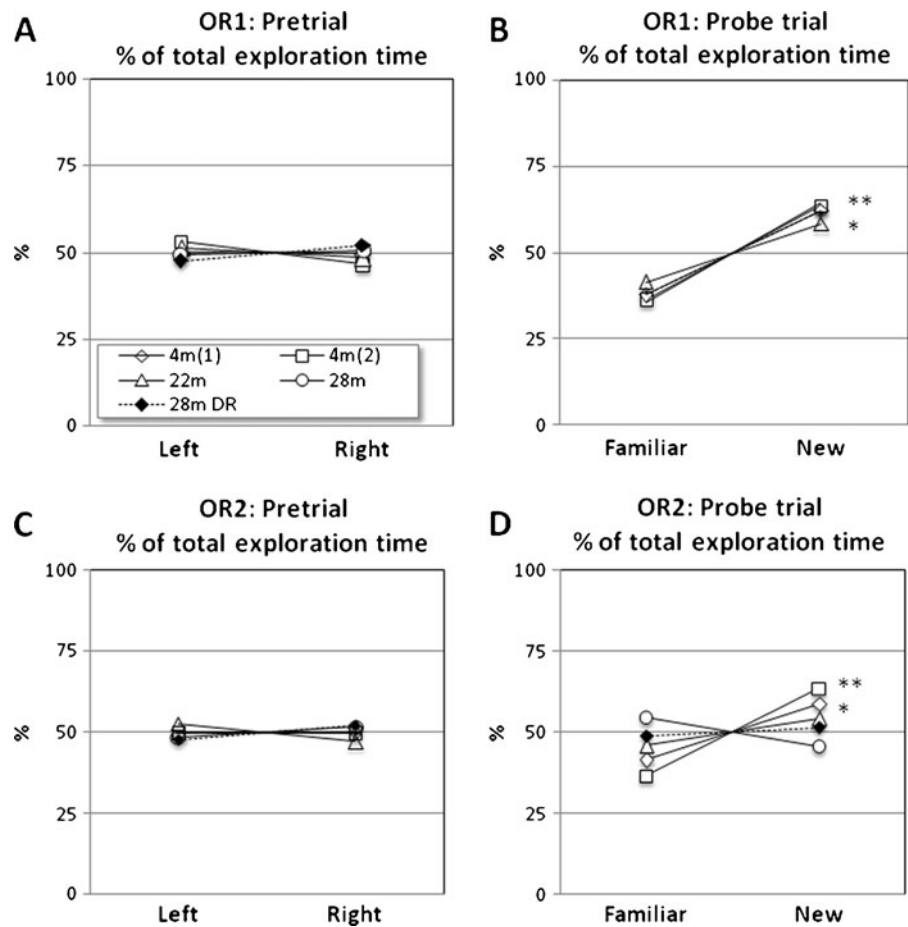 A
OR1: Pretrial
% of total exploration time
100
75
50
25
0
%
4m(1)
4m(2)
22m
28m
28m DR
Left
Right
B
OR1: Probe trial
% of total exploration time
100
75
50
25
0
%
**
*
Familiar
New
C
OR2: Pretrial
% of total exploration time
100
75
50
25
0
%
Left
Right
D
OR2: Probe trial
% of total exploration time
100
75
50
25
0
%
**
*
Familiar
New